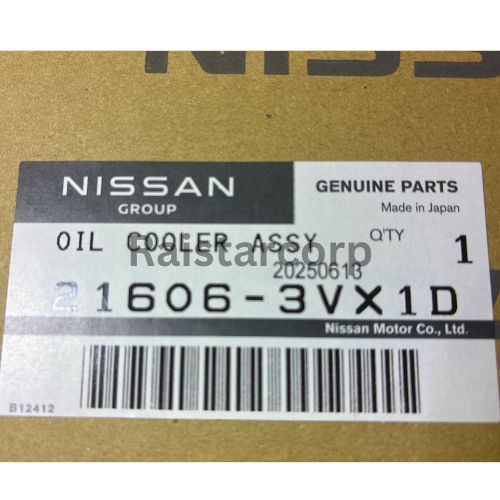 NISS
NISSAN
GROUP
GENUINE PARTS
Made in Japan
OIL COOLER ASSY
Q'TY
1
Raistarcorp
20250613
21606-3VX1D
Nissan Motor Co., Ltd.
B12412